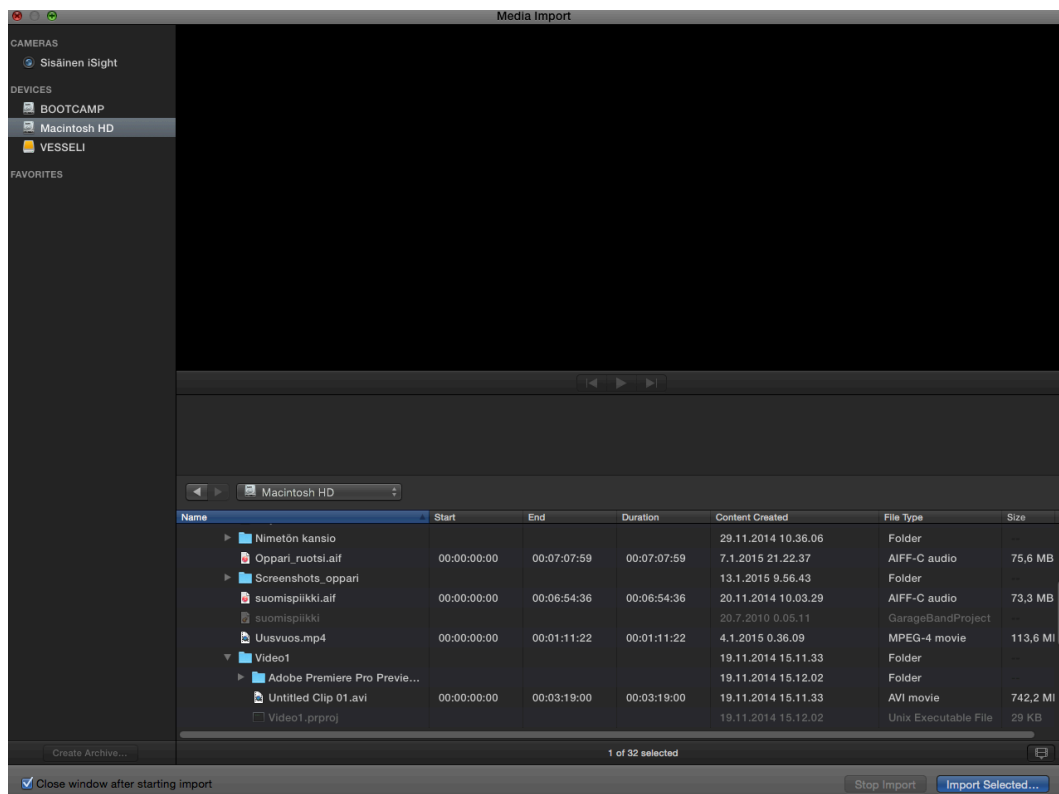 Media Import
CAMERAS
Sisäinen iSight
DEVICES
BOOTCAMP
Macintosh HD
VESSELI
FAVORITES
Macintosh HD
Name Start End Duration Content Created File Type Size
Nimetön kansio 29.11.2014 10.36.06 Folder --
Oppari_ruotsi.aif 00:00:00:00 00:07:07:59 00:07:07:59 7.1.2015 21.22.37 AIFF-C audio 75,6 MB
Screenshots_oppari 13.1.2015 9.56.43 Folder --
suomispiikki.aif 00:00:00:00 00:06:54:36 00:06:54:36 20.11.2014 10.03.29 AIFF-C audio 73,3 MB
suomispiikki 20.7.2010 0.05.11 GarageBandProject --
Uusvuos.mp4 00:00:00:00 00:01:11:22 00:01:11:22 4.1.2015 0.36.09 MPEG-4 movie 113,6 MI
Video1 19.11.2014 15.11.33 Folder --
Adobe Premiere Pro Previe... 19.11.2014 15.12.02 Folder --
Untitled Clip 01.avi 00:00:00:00 00:03:19:00 00:03:19:00 19.11.2014 15.11.33 AVI movie 742,2 MI
Video1.prproj 19.11.2014 15.12.02 Unix Executable File 29 KB
Create Archive... 1 of 32 selected
Close window after starting import Stop Import Import Selected...